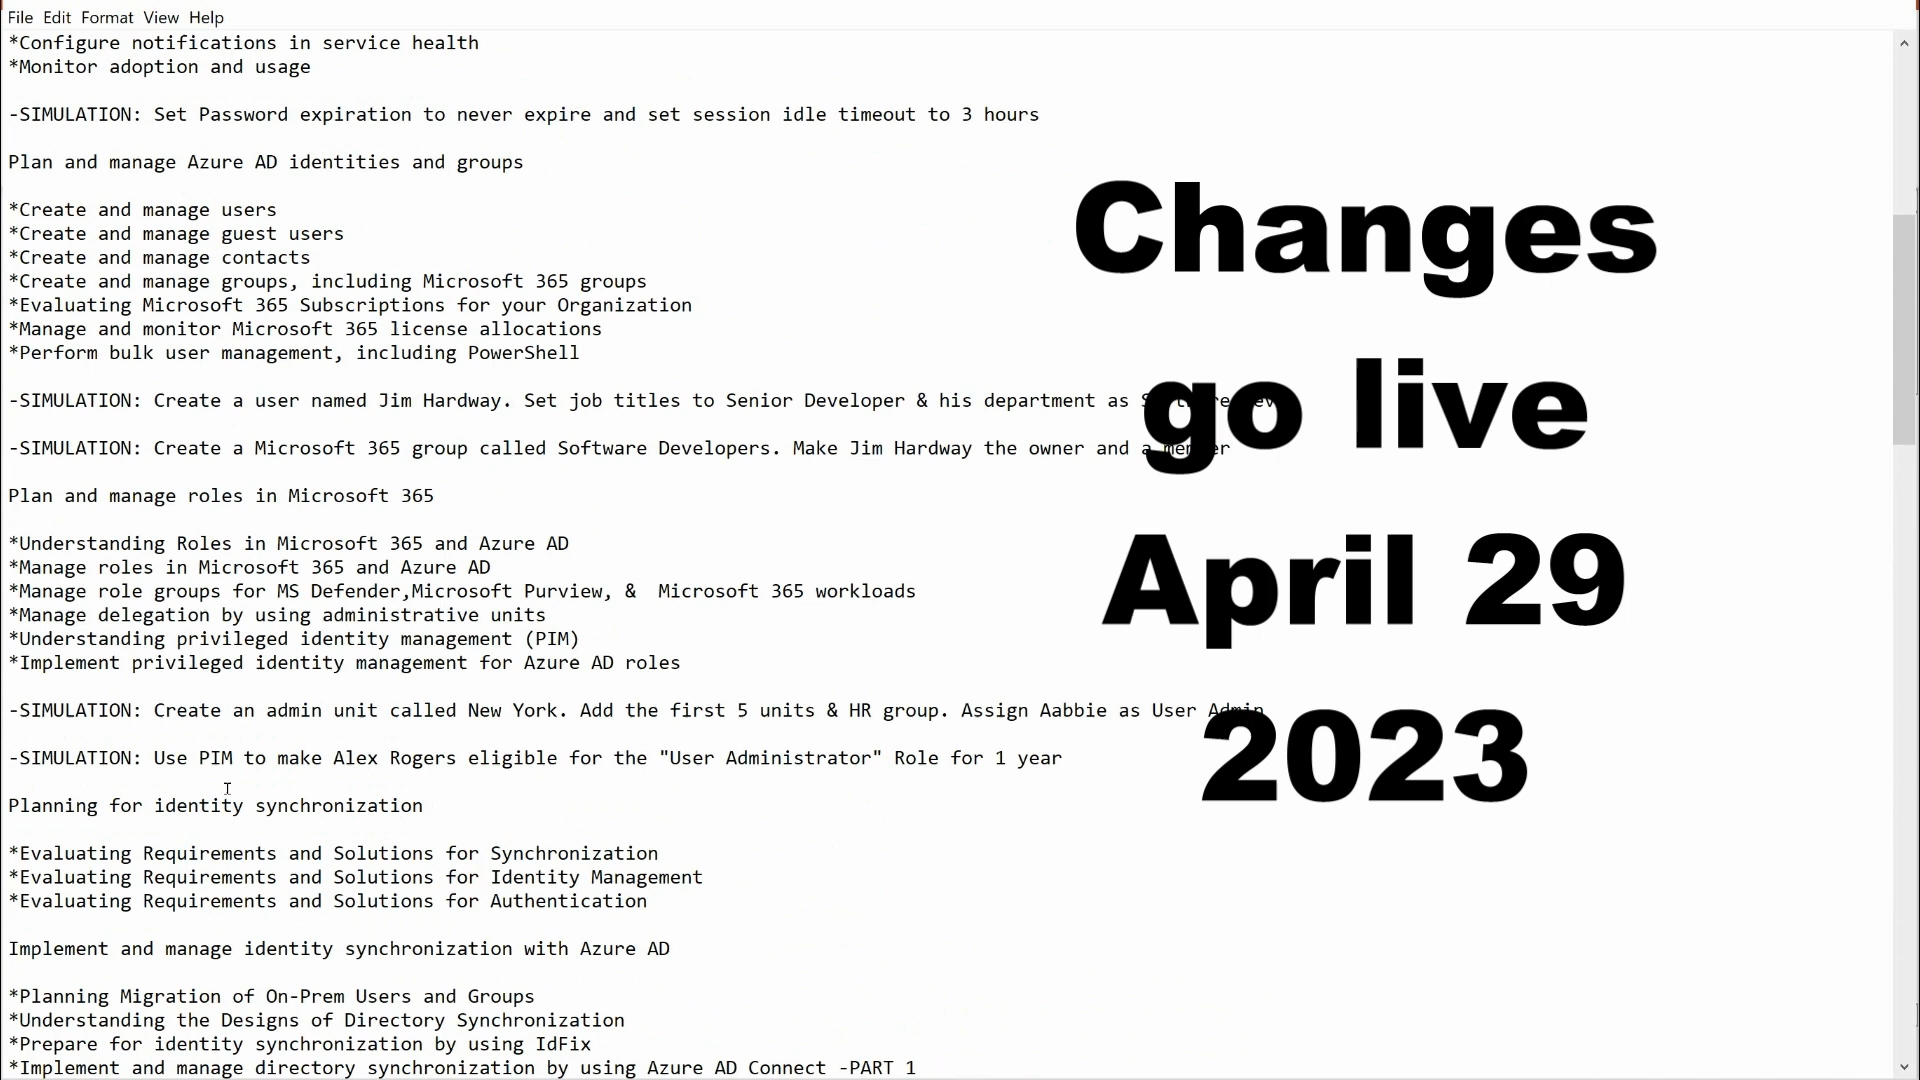 File Edit Format View Help
*Configure notifications in service health
*Monitor adoption and usage
-SIMULATION: Set Password expiration to never expire and set session idle timeout to 3 hours
Plan and manage Azure AD identities and groups
*Create and manage users
*Create and manage guest users
*Create and manage contacts
*Create and manage groups, including Microsoft 365 groups
*Evaluating Microsoft 365 Subscriptions for your Organization
*Manage and monitor Microsoft 365 license allocations
*Perform bulk user management, including PowerShell
-SIMULATION: Create a user named Jim Hardway. Set job titles to Senior Developer & his department as
-SIMULATION: Create a Microsoft 365 group called Software Developers. Make Jim Hardway the owner and a member
Plan and manage roles in Microsoft 365
*Understanding Roles in Microsoft 365 and Azure AD
*Manage roles in Microsoft 365 and Azure AD
*Manage role groups for MS Defender,Microsoft Purview, &  Microsoft 365 workloads
*Manage delegation by using administrative units
*Understanding privileged identity management (PIM)
*Implement privileged identity management for Azure AD roles
-SIMULATION: Create an admin unit called New York. Add the first 5 units & HR group. Assign Aabbie as User Admin
-SIMULATION: Use PIM to make Alex Rogers eligible for the "User Administrator" Role for 1 year
Planning for identity synchronization
*Evaluating Requirements and Solutions for Synchronization
*Evaluating Requirements and Solutions for Identity Management
*Evaluating Requirements and Solutions for Authentication
Implement and manage identity synchronization with Azure AD
*Planning Migration of On-Prem Users and Groups
*Understanding the Designs of Directory Synchronization
*Prepare for identity synchronization by using IdFix
*Implement and manage directory synchronization by using Azure AD Connect -PART 1
Changes
go live
April 29
2023